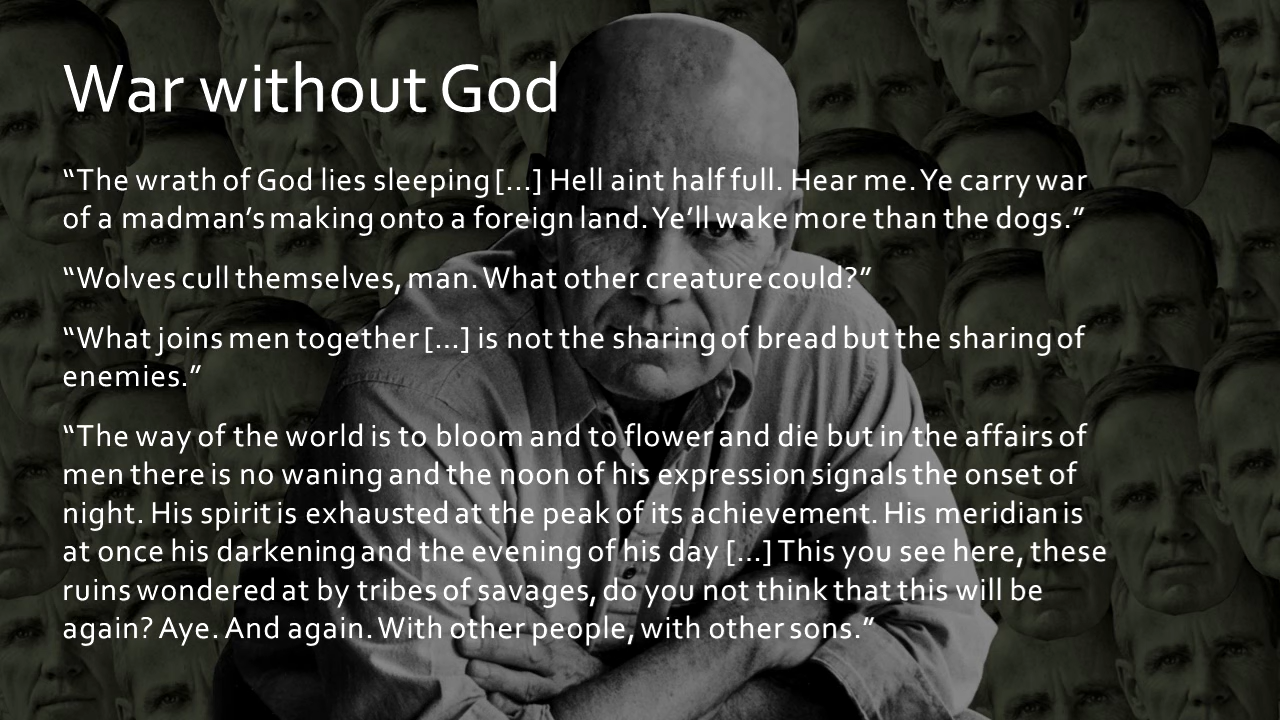 War without God
“The wrath of God lies sleeping […] Hell aint half full. Hear me. Ye carry war
of a madman’s making onto a foreign land. Ye’ll wake more than the dogs.”
“Wolves cull themselves, man. What other creature could?”
“What joins men together […] is not the sharing of bread but the sharing of
enemies.”
“The way of the world is to bloom and to flower and die but in the affairs of
men there is no waning and the noon of his expression signals the onset of
night. His spirit is exhausted at the peak of its achievement. His meridian is
at once his darkening and the evening of his day […] This you see here, these
ruins wondered at by tribes of savages, do you not think that this will be
again? Aye. And again. With other people, with other sons.”